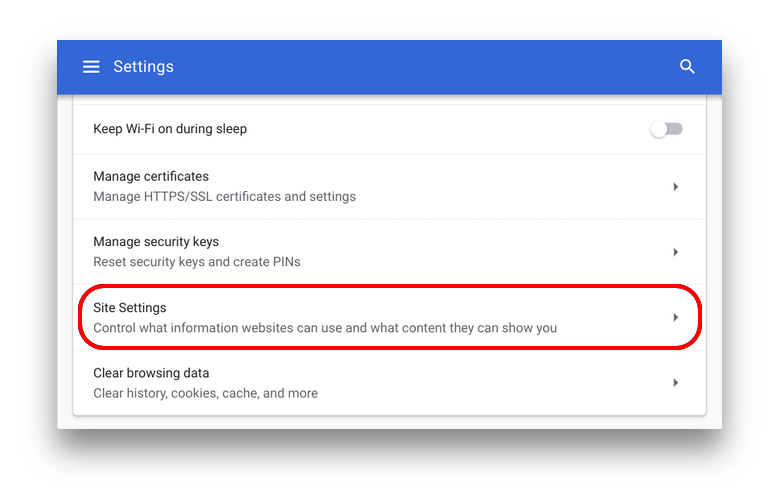 Settings
Keep Wi-Fi on during sleep
Manage certificates
Manage HTTPS/SSL certificates and settings
Manage security keys
Reset security keys and create PINs
Site Settings
Control what information websites can use and what content they can show you
Clear browsing data
Clear history, cookies, cache, and more